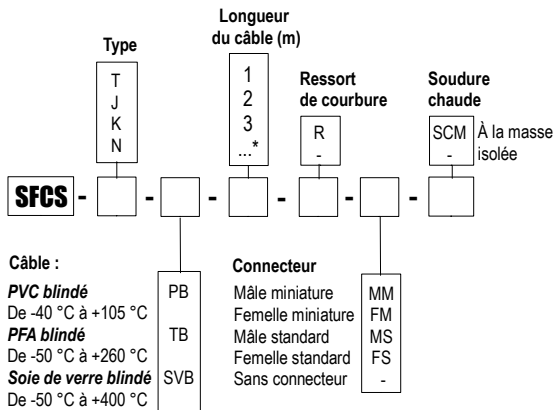 Longueur
du câble (m)
Type
T
J
K
N
1
2
3
...*
Ressort
de courbure
R
-
Soudure
chaude
SCM À la masse
- isolée
SFCS - - - - - -
Câble :
PVC blindé PB
De -40 °C à +105 °C
PFA blindé TB
De -50 °C à +260 °C
Soie de verre blindé SVB
De -50 °C à +400 °C
Connecteur
Mâle miniature MM
Femelle miniature FM
Mâle standard MS
Femelle standard FS
Sans connecteur -